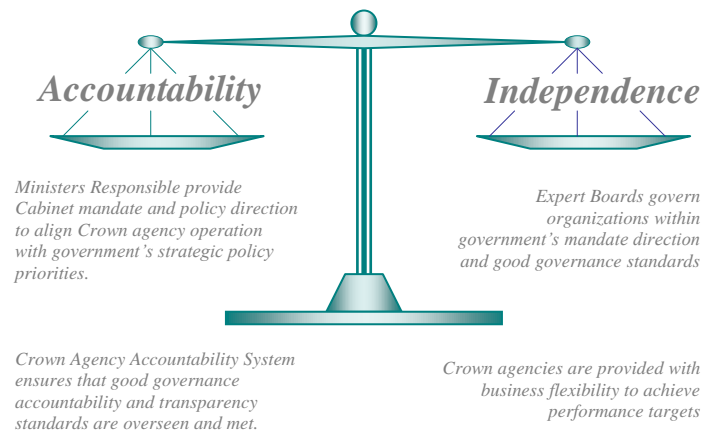 Accountability
Independence
Ministers Responsible provide
Cabinet mandate and policy direction
to align Crown agency operation
with government’s strategic policy
priorities.
Expert Boards govern
organizations within
government’s mandate direction
and good governance standards
Crown Agency Accountability System
ensures that good governance
accountability and transparency
standards are overseen and met.
Crown agencies are provided with
business flexibility to achieve
performance targets